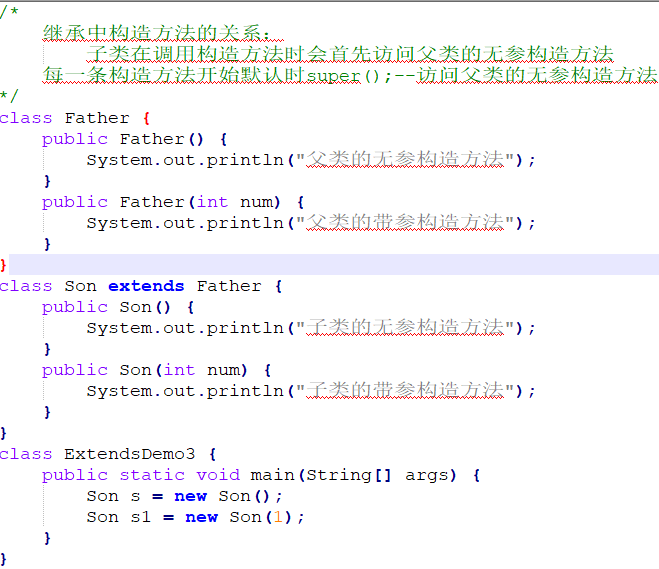 /*
    继承中构造方法的关系:
        子类在调用构造方法时会首先访问父类的无参构造方法
    每一条构造方法开始默认时super();--访问父类的无参构造方法
*/
class Father {
    public Father() {
        System.out.println("父类的无参构造方法");
    }
    public Father(int num) {
        System.out.println("父类的带参构造方法");
    }
}
class Son extends Father {
    public Son() {
        System.out.println("子类的无参构造方法");
    }
    public Son(int num) {
        System.out.println("子类的带参构造方法");
    }
}
class ExtendsDemo3 {
    public static void main(String[] args) {
        Son s = new Son();
        Son s1 = new Son(1);
    }
}